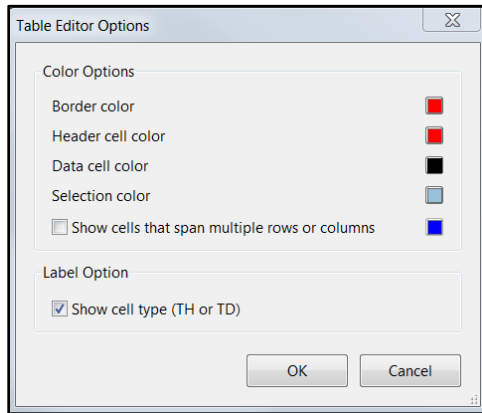 Table Editor Options
Color Options
Border color
Header cell color
Data cell color
Selection color
Show cells that span multiple rows or columns
Label Option
Show cell type (TH or TD)
OK Cancel